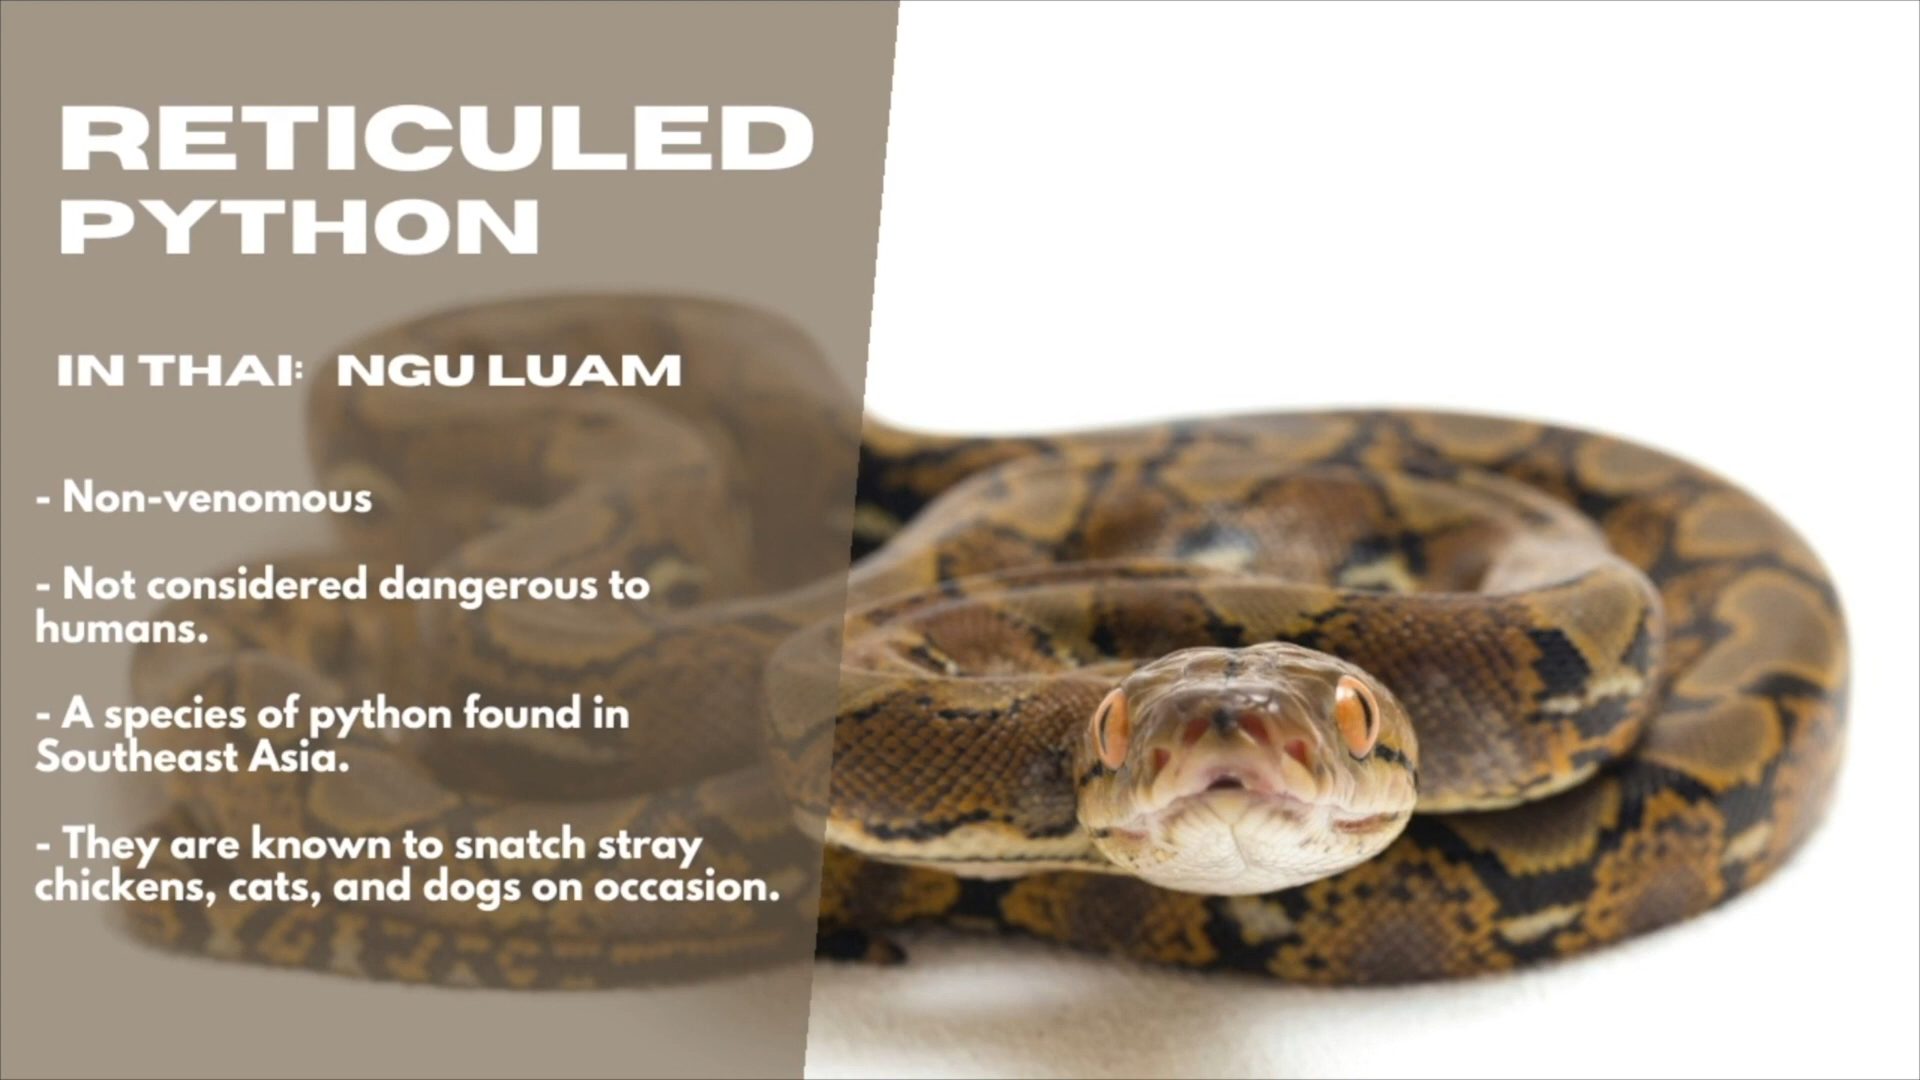 RETICULED
PYTHON
IN THAI: NGU LUAM
- Non-venomous
- Not considered dangerous to
humans.
- A species of python found in
Southeast Asia.
- They are known to snatch stray
chickens, cats, and dogs on occasion.